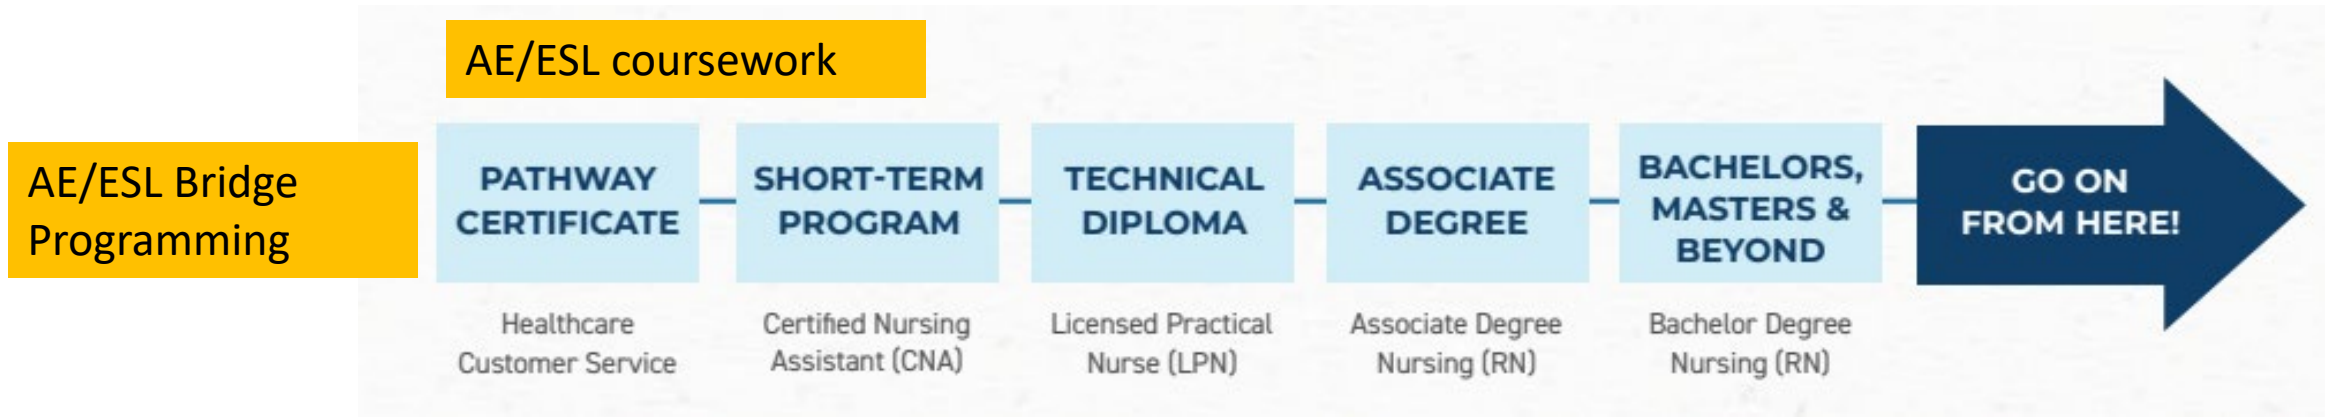 AE/ESL coursework
AE/ESL Bridge
Programming
PATHWAY
CERTIFICATE
SHORT-TERM
PROGRAM
TECHNICAL
DIPLOMA
ASSOCIATE
DEGREE
BACHELORS,
MASTERS &
BEYOND
GO ON
FROM HERE!
Healthcare
Customer Service
Certified Nursing
Assistant (CNA)
Licensed Practical
Nurse (LPN)
Associate Degree
Nursing (RN)
Bachelor Degree
Nursing (RN)